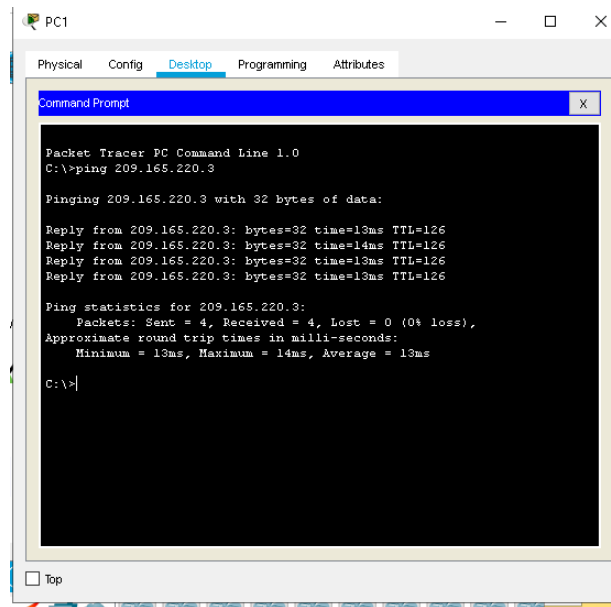 PC1
Physical Config Desktop Programming Attributes
Command Prompt
X
Packet Tracer PC Command Line 1.0
C:\>ping 209.165.220.3
Pinging 209.165.220.3 with 32 bytes of data:
Reply from 209.165.220.3: bytes=32 time=13ms TTL=126
Reply from 209.165.220.3: bytes=32 time=14ms TTL=126
Reply from 209.165.220.3: bytes=32 time=13ms TTL=126
Reply from 209.165.220.3: bytes=32 time=13ms TTL=126
Ping statistics for 209.165.220.3:
Packets: Sent = 4, Received = 4, Lost = 0 (0% loss),
Approximate round trip times in milli-seconds:
Minimum = 13ms, Maximum = 14ms, Average = 13ms
C:\>
Top